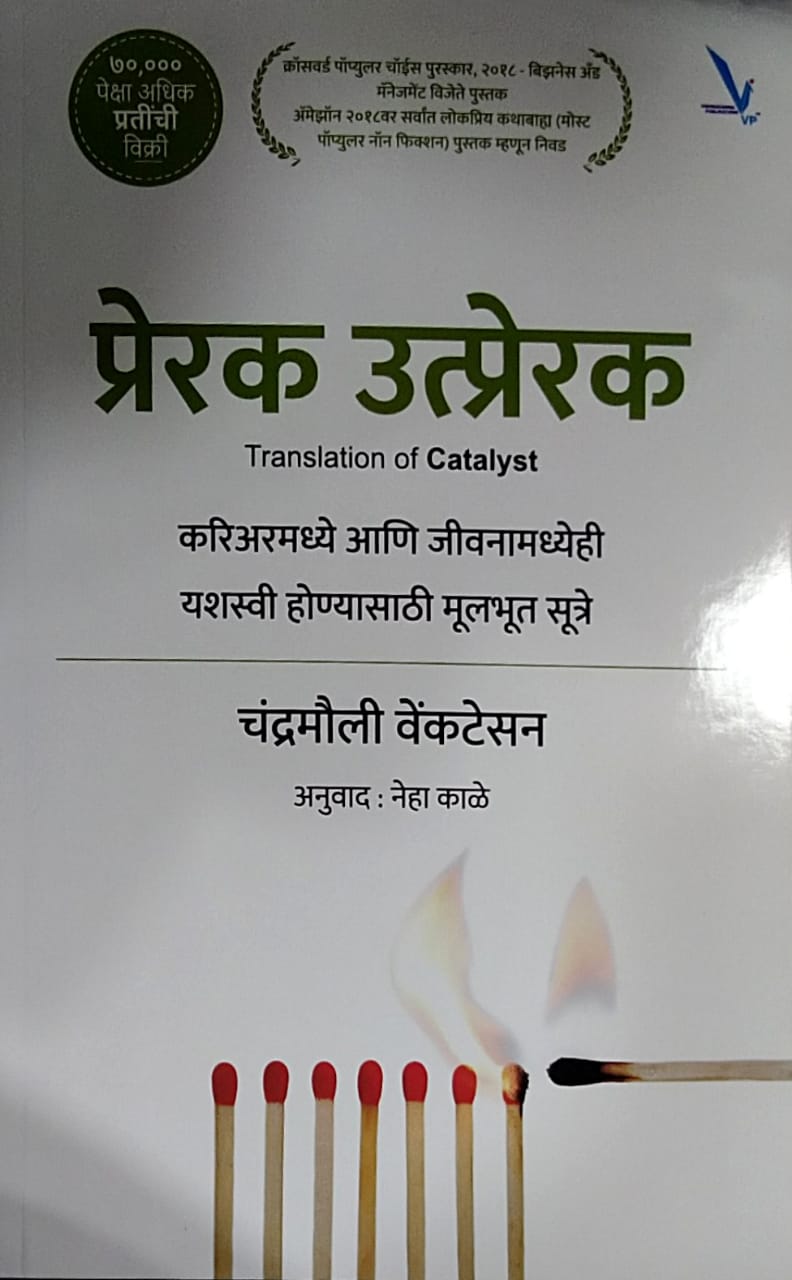 ७०,०००
पेक्षा अधिक
प्रतींची
विक्री
क्रॉसवर्ड पॉप्युलर चॉईस पुरस्कार, २०१८ - बिझनेस अँड
मॅनेजमेंट विजेते पुस्तक
ॲमेझॉन २०१८वर सर्वांत लोकप्रिय कथाबाह्य (मोस्ट
पॉप्युलर नॉन फिक्शन) पुस्तक म्हणून निवड
VP
प्रेरक उत्प्रेरक
Translation of Catalyst
करिअरमध्ये आणि जीवनामध्येही
यशस्वी होण्यासाठी मूलभूत सूत्रे
चंद्रमौली वेंकटेसन
अनुवाद : नेहा काळे